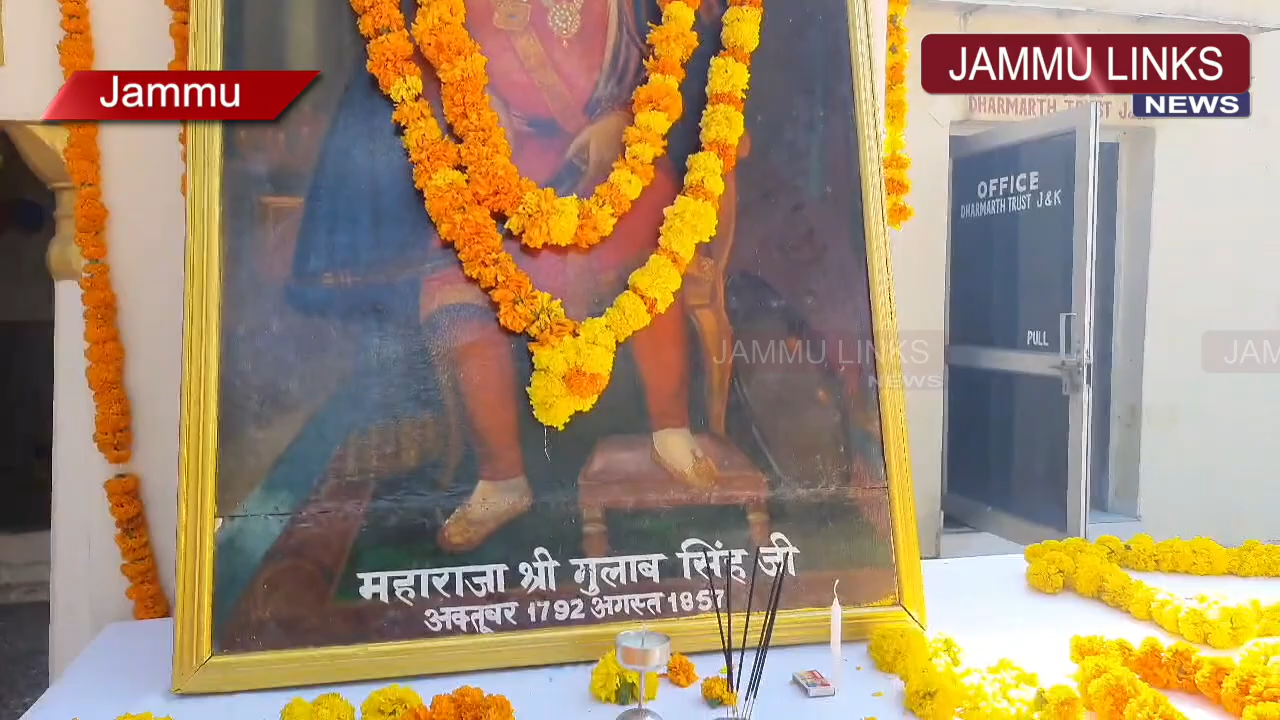 Jammu
JAMMU LINKS
NEWS
DHARMARTH TRUST J&K
OFFICE
DHARMARTH TRUST J&K
PULL
JAMMU LINKS
NEWS
JAM
महाराजा श्री गुलाब सिंह जी
अक्तूबर 1792 अगस्त 1857